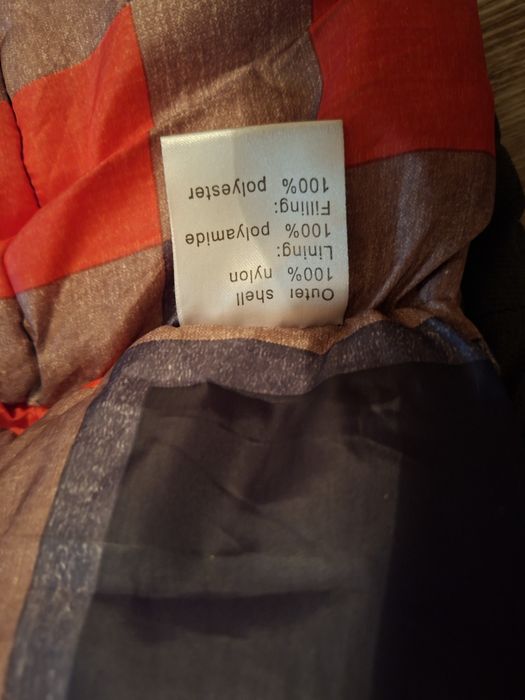 Outer shell
100% nylon
Lining:
100% polyamide
Filling:
100% polyester